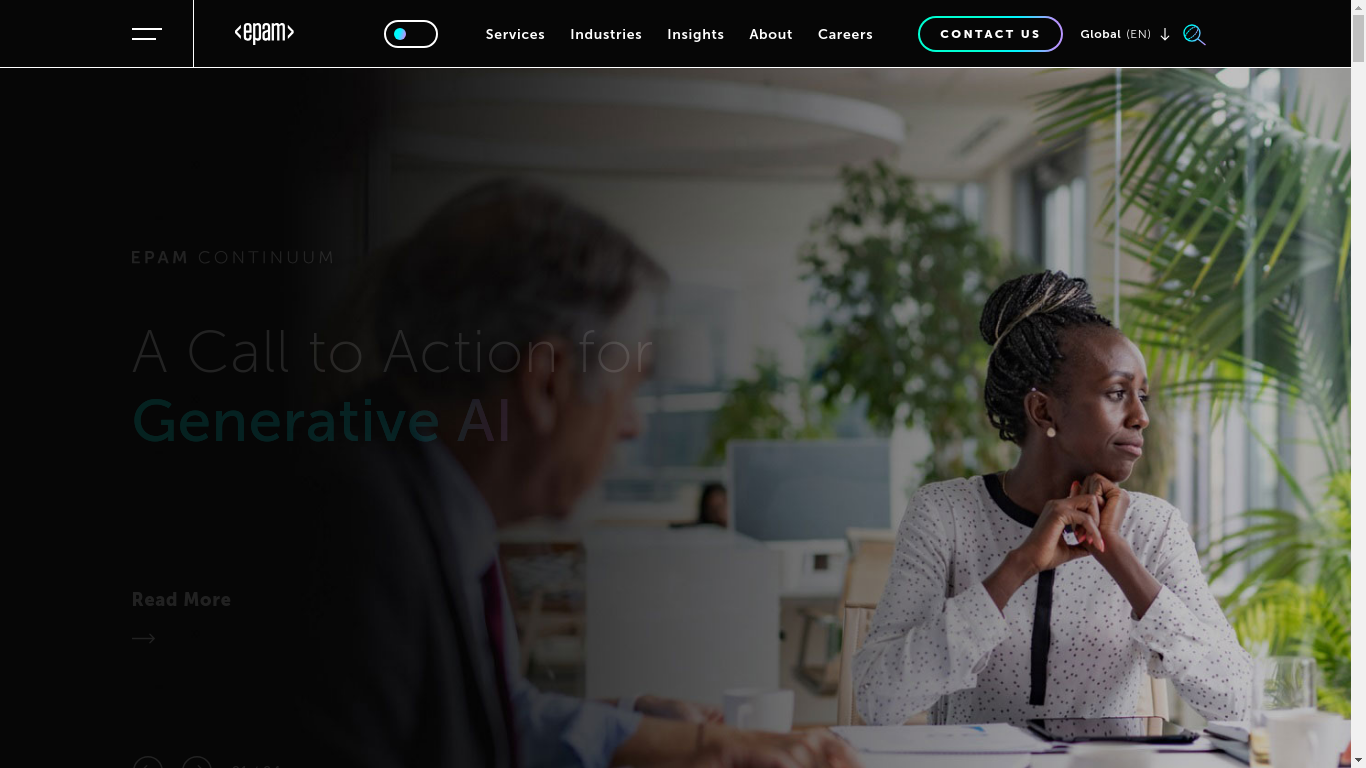 <epam>
Services
Industries
Insights
About
Careers
CONTACT US
Global (EN)
EPAM CONTINUUM
A Call to Action for
Generative AI
Read More